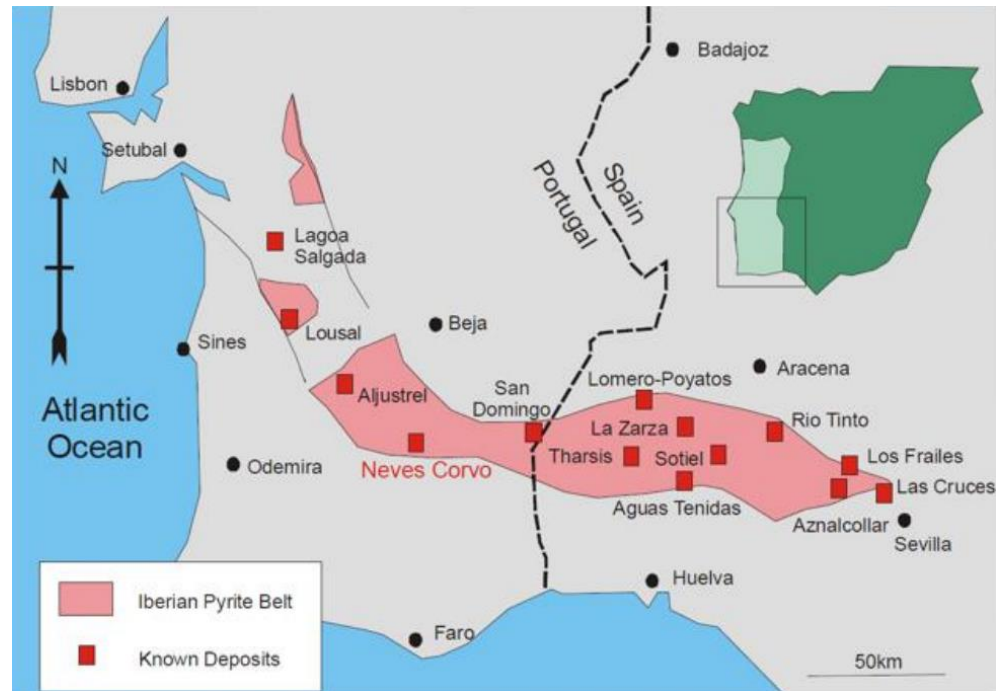 Badajoz
Lisbon
Setubal
N
Portugal
Spain
Lagoa
Salgada
Beja
Lousal
Sines
Aracena
Lomero-Poyatos
San
Domingo
Aljustrel
Rio Tinto
La Zarza
Atlantic
Ocean
Tharsis
Sotiel
Los Frailes
Neves Corvo
Odemira
Las Cruces
Aguas Tenidas
Aznalcollar
Sevilla
Huelva
Iberian Pyrite Belt
Faro
Known Deposits
50km